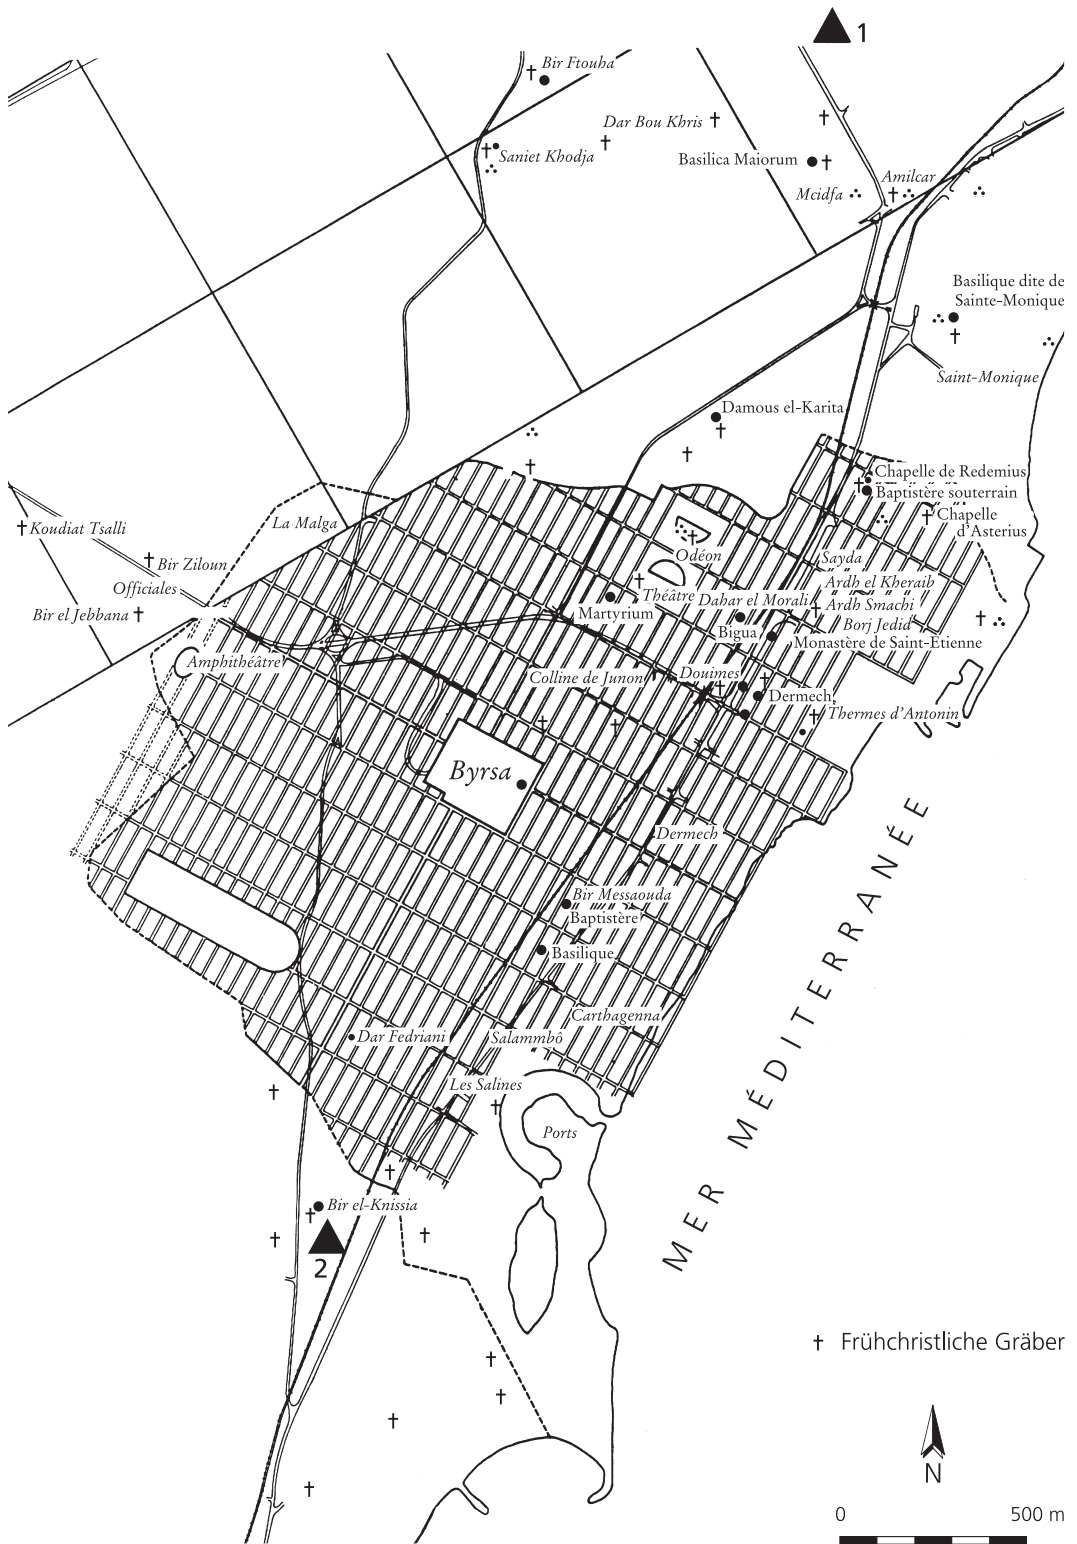 1
Bir Ftouha
Dar Bou Khris
Saniet Khodja
Basilica Maiorum
Amilcar
Mcidfa
Basilique dite de
Sainte-Monique
Saint-Monique
Damous el-Karita
Chapelle de Redemius
Baptistère souterrain
Chapelle
d'Asterius
La Malga
Koudiat Tsalli
Bir Ziloun
Officiales
Bir el Jebbana
Odéon
Sayda
Ardh el Kheraib
Théâtre
Dahar el Morali
Ardh Smachi
Martyrium
Borj Jedid
Bigua
Monastère de Saint-Etienne
Amphithéâtre
Colline de Junon
Douimes
Dermech
Thermes d'Antonin
Byrsa
Dermech
Bir Messaouda
Baptistère
Basilique
Carthagenna
Dar Fedriani
Salammbô
Les Salines
Ports
MER MÉDITERRANÉE
Bir el-Knissia
2
† Frühchristliche Gräber
N
0 500 m